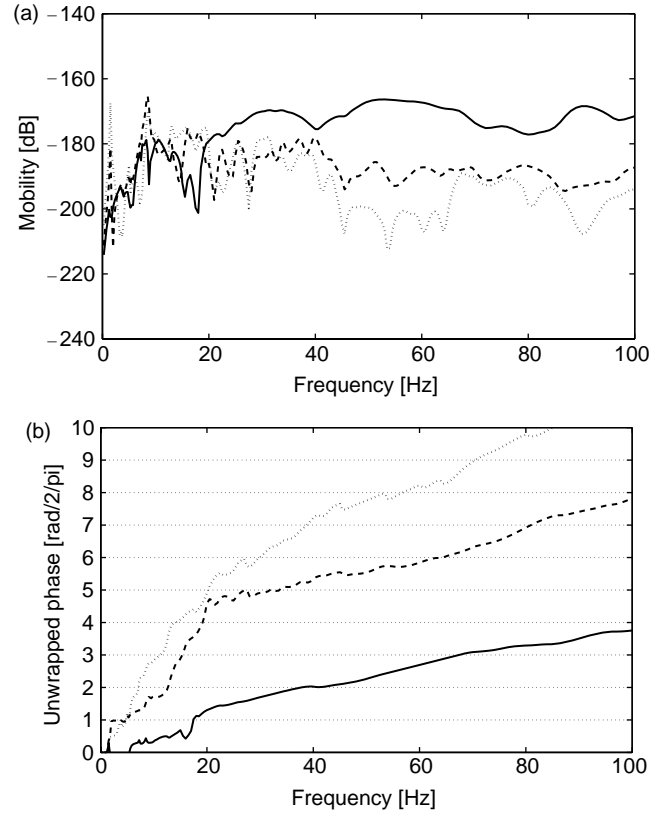 (a)
−140
−160
−180
−200
−220
−240
Mobility [dB]
0 20 40 60 80 100
Frequency [Hz]
(b)
10
9
8
7
6
5
4
3
2
1
0
Unwrapped phase [rad/2/pi]
0 20 40 60 80 100
Frequency [Hz]